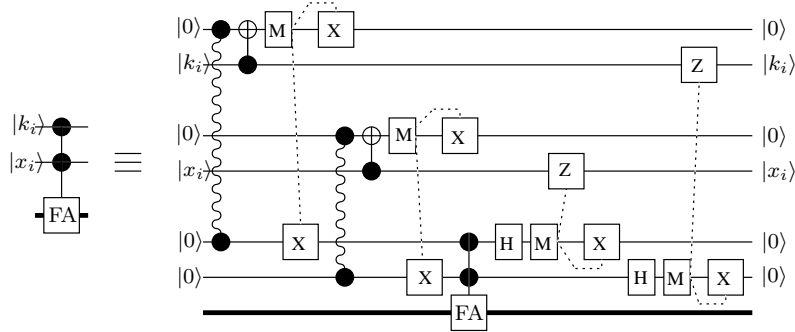 |0⟩ M X |0⟩
|k_i⟩ Z |k_i⟩
|k_i⟩
|0⟩ M X |0⟩
|x_i⟩ ≡ |x_i⟩ Z |x_i⟩
FA
|0⟩ X H M X |0⟩
|0⟩ X H M X |0⟩
FA